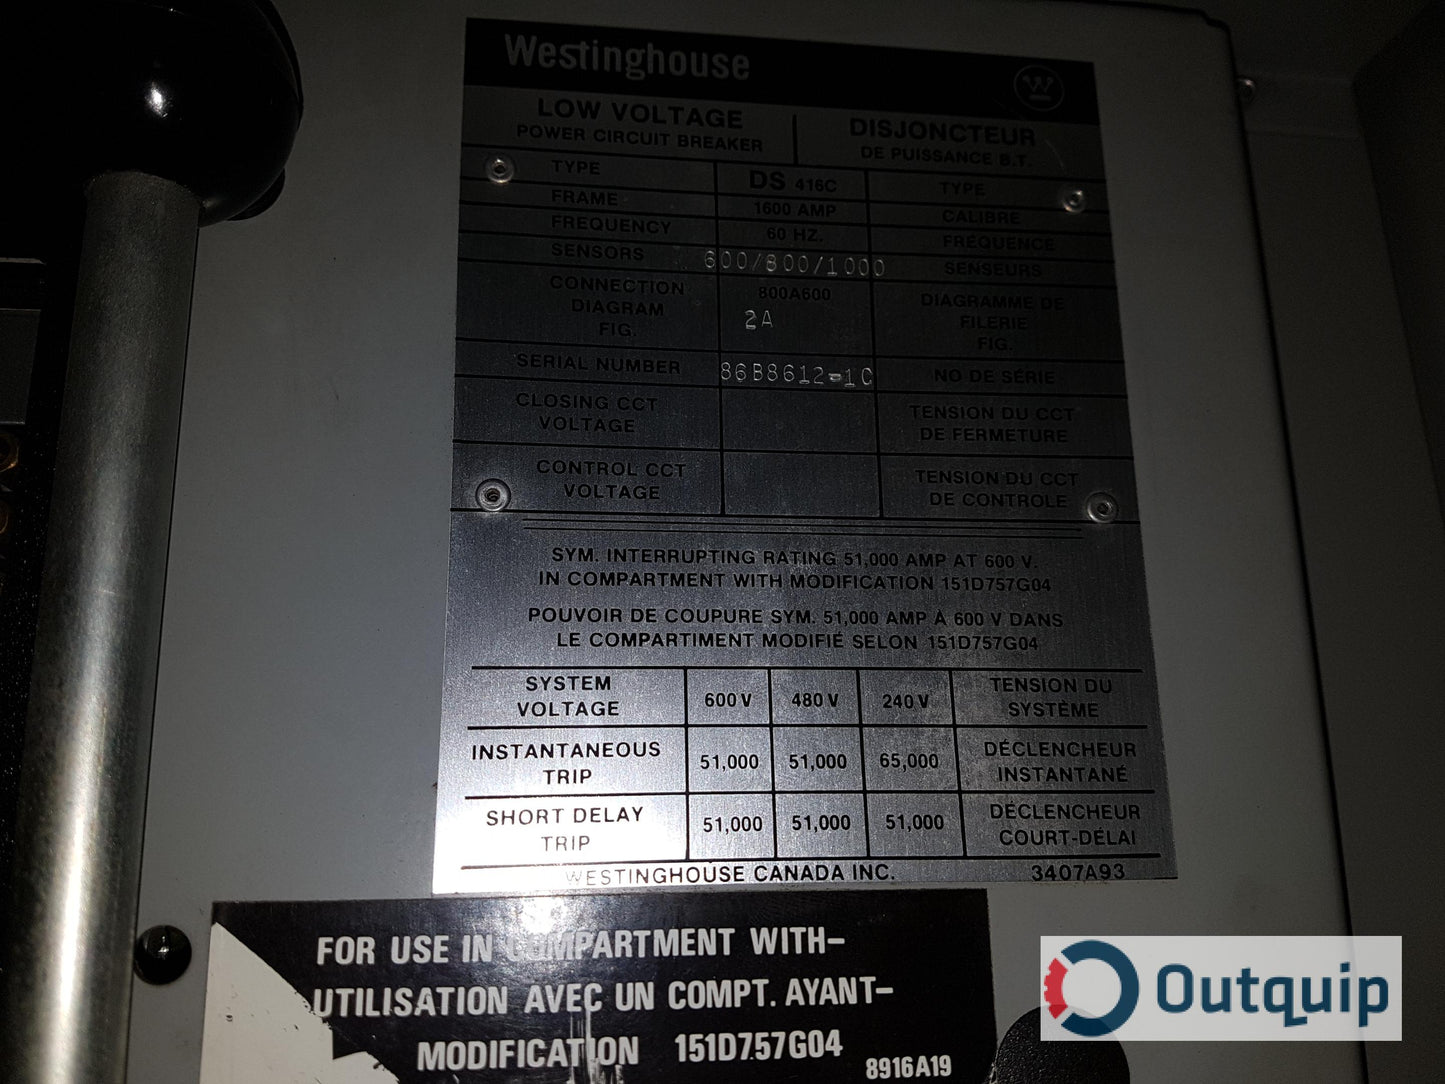 Westinghouse
W
LOW VOLTAGE
POWER CIRCUIT BREAKER
DISJONCTEUR
DE PUISSANCE B.T.
TYPE DS 416C TYPE
FRAME 1600 AMP CALIBRE
FREQUENCY 60 HZ. FRÉQUENCE
SENSORS 600/800/1000 SENSEURS
CONNECTION DIAGRAM FIG. 800A600 2A DIAGRAMME DE FILERIE FIG.
SERIAL NUMBER 86B8612-1C NO DE SÉRIE
CLOSING CCT VOLTAGE TENSION DU CCT DE FERMETURE
CONTROL CCT VOLTAGE TENSION DU CCT DE CONTROLE
SYM. INTERRUPTING RATING 51,000 AMP AT 600 V.
IN COMPARTMENT WITH MODIFICATION 151D757G04
POUVOIR DE COUPURE SYM. 51,000 AMP À 600 V DANS
LE COMPARTIMENT MODIFIÉ SELON 151D757G04
SYSTEM VOLTAGE 600 V 480 V 240 V TENSION DU SYSTÈME
INSTANTANEOUS TRIP 51,000 51,000 65,000 DÉCLENCHEUR INSTANTANÉ
SHORT DELAY TRIP 51,000 51,000 51,000 DÉCLENCHEUR COURT-DÉLAI
WESTINGHOUSE CANADA INC. 3407A93
FOR USE IN COMPARTMENT WITH–
UTILISATION AVEC UN COMPT. AYANT–
MODIFICATION 151D757G04 8916A19
Outquip